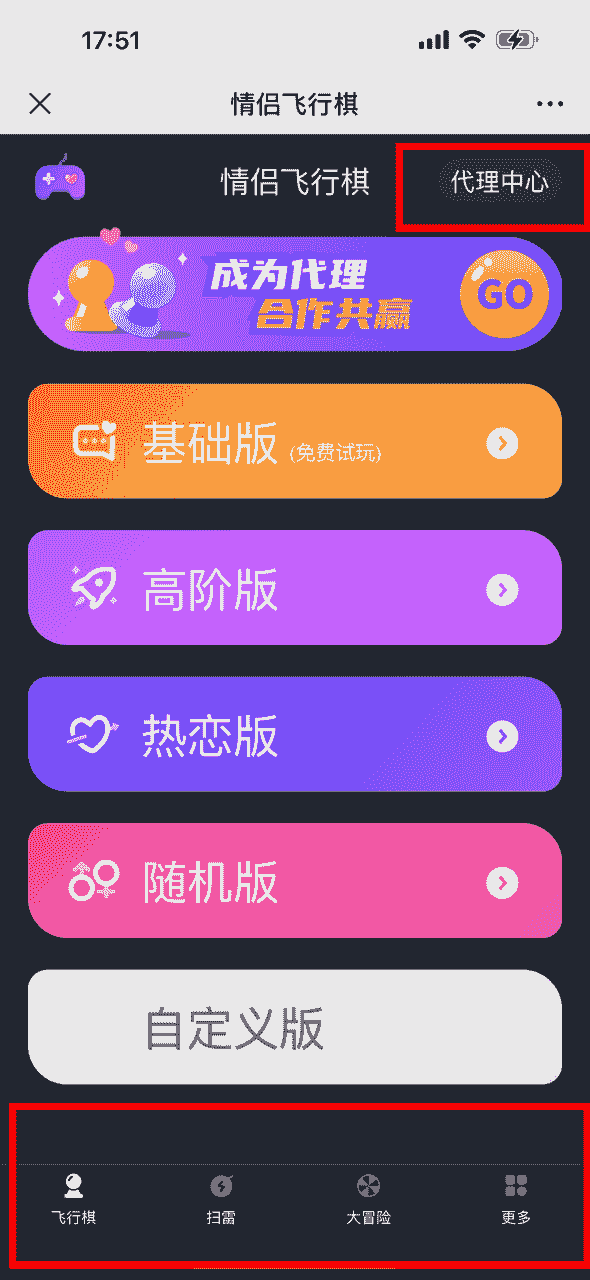 17:51
情侣飞行棋
情侣飞行棋
代理中心
成为代理
合作共赢
GO
基础版 (免费试玩)
高阶版
热恋版
随机版
自定义版
飞行棋
扫雷
大冒险
更多